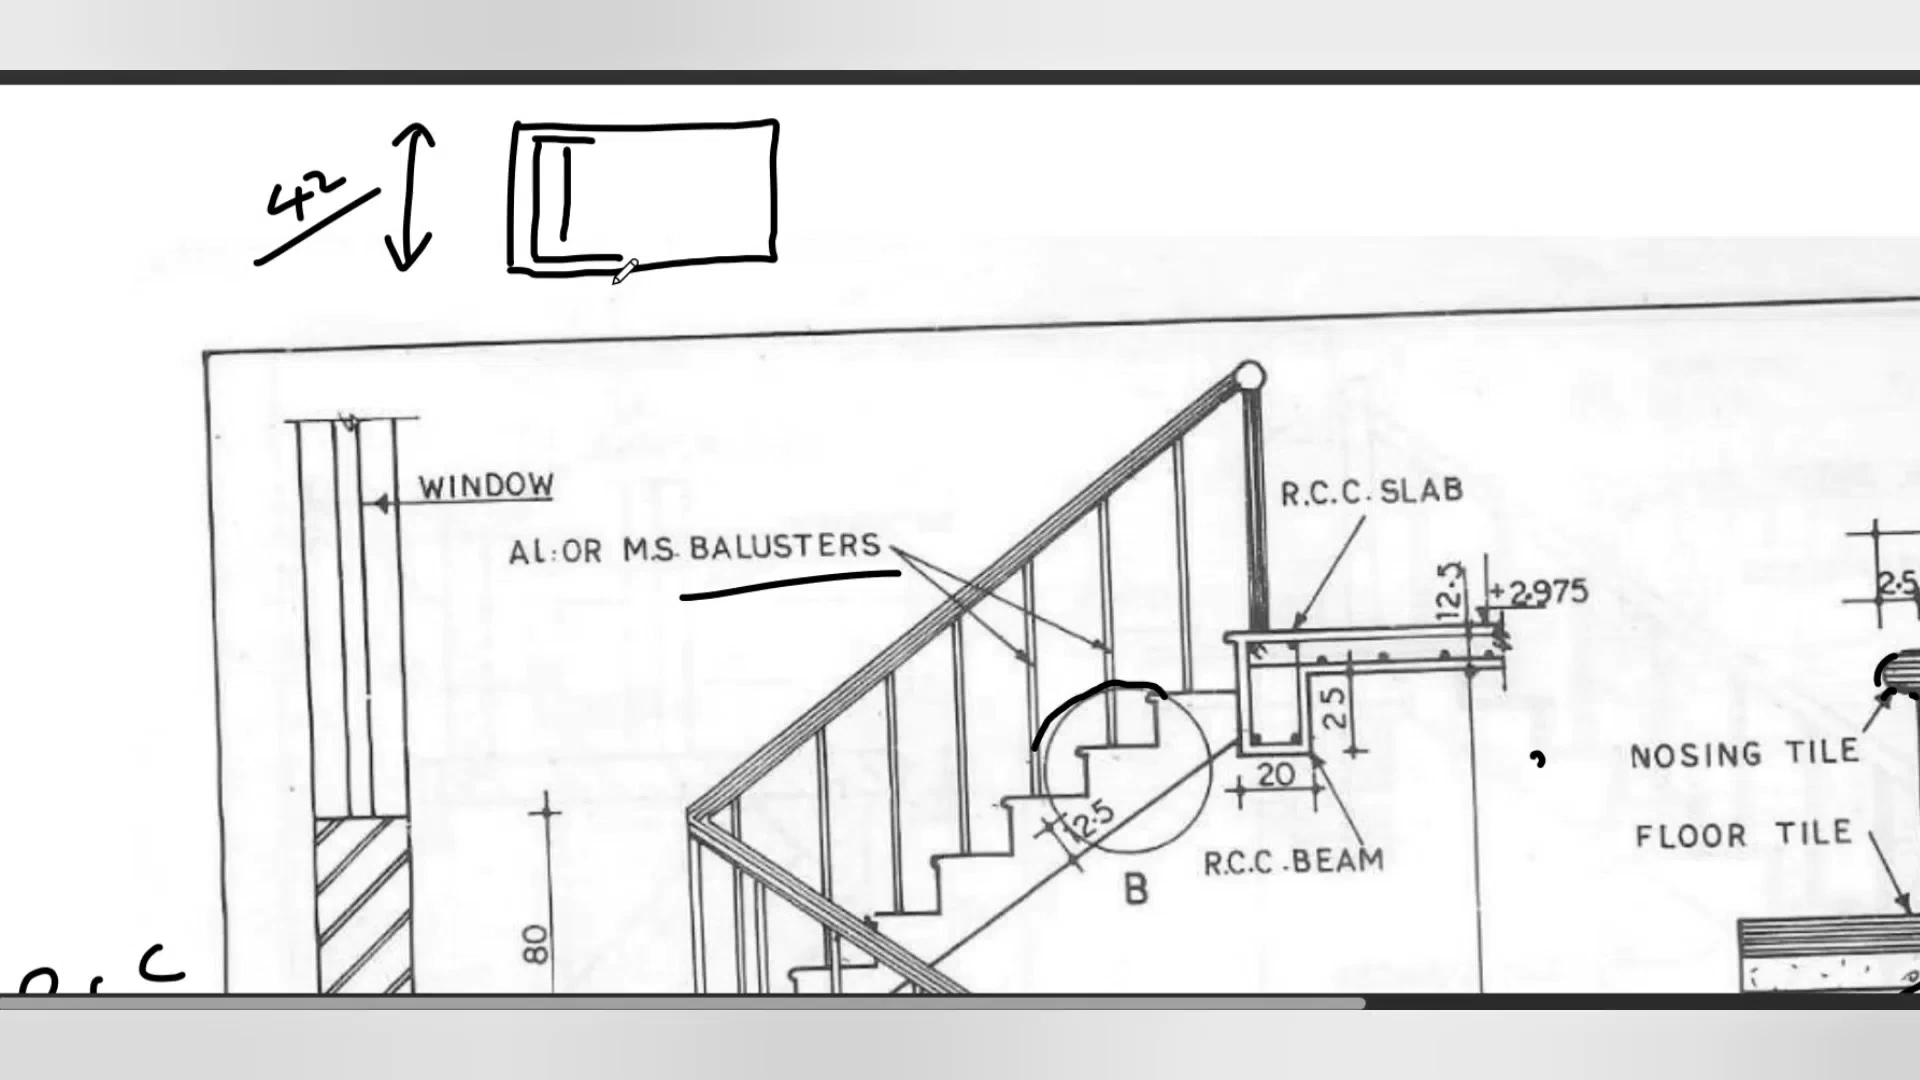 42
WINDOW
AL: OR M.S. BALUSTERS
R.C.C. SLAB
12.5
+2.975
2.5
25
20
NOSING TILE
12.5
FLOOR TILE
R.C.C. BEAM
B
80
C